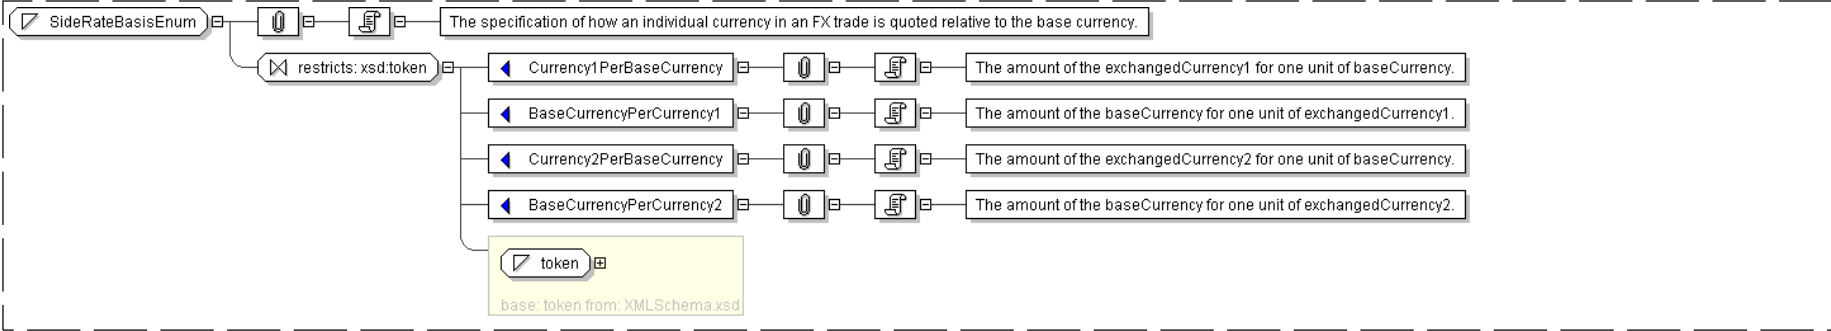 SideRateBasisEnum The specification of how an individual currency in an FX trade is quoted relative to the base currency.
restricts: xsd:token Currency1PerBaseCurrency The amount of the exchangedCurrency1 for one unit of baseCurrency.
BaseCurrencyPerCurrency1 The amount of the baseCurrency for one unit of exchangedCurrency1.
Currency2PerBaseCurrency The amount of the exchangedCurrency2 for one unit of baseCurrency.
BaseCurrencyPerCurrency2 The amount of the baseCurrency for one unit of exchangedCurrency2.
token
base: token from: XMLSchema.xsd